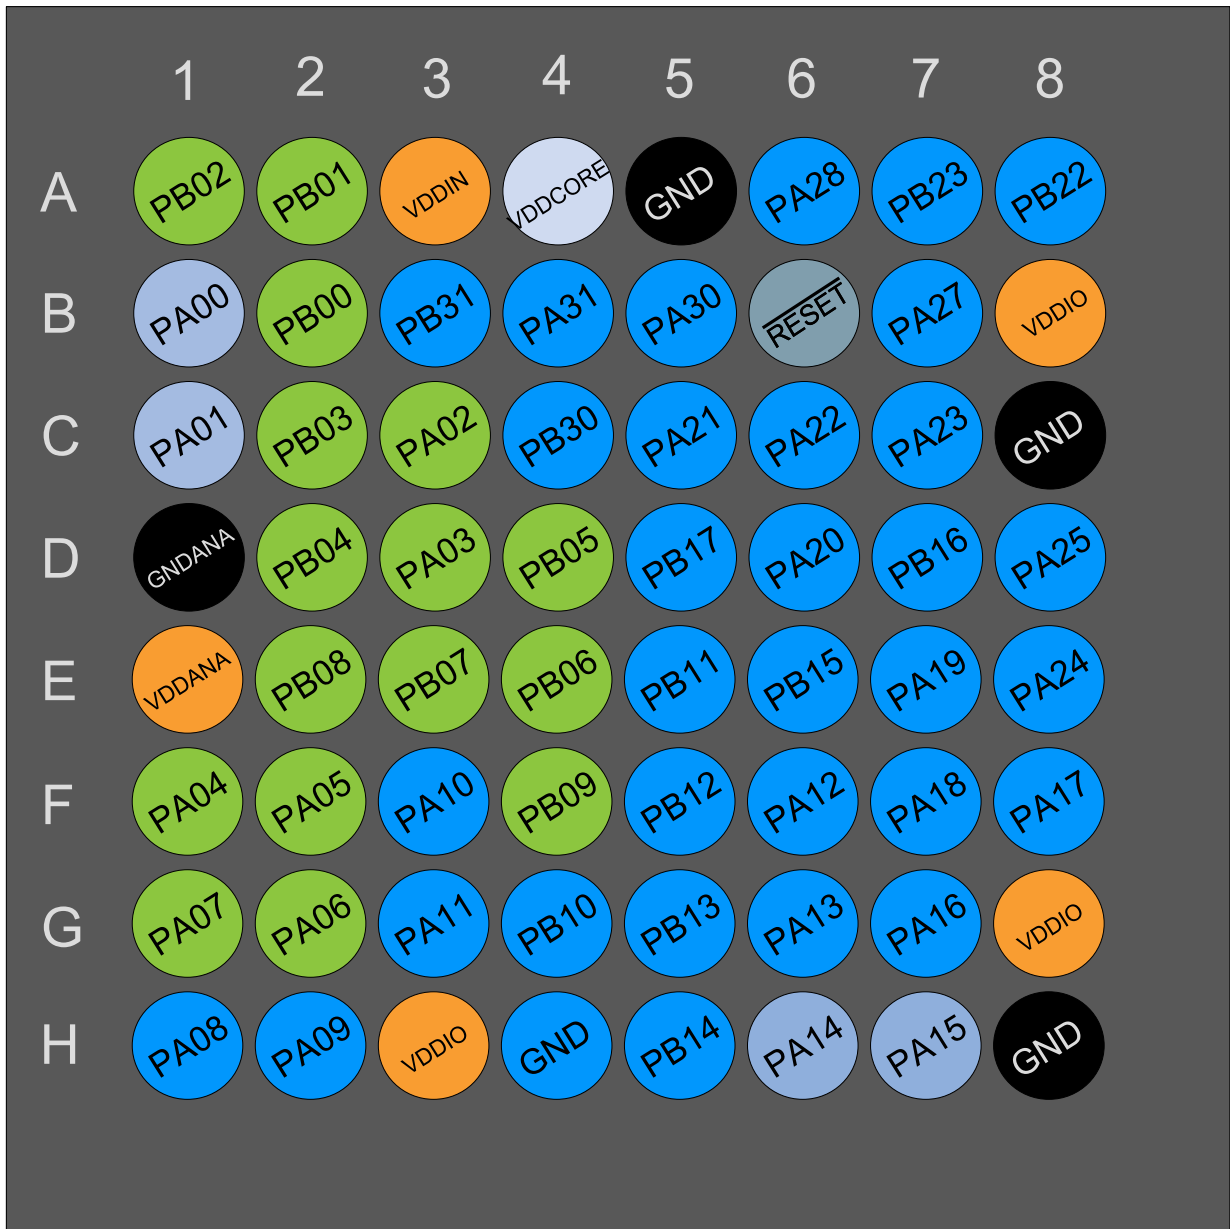 1 2 3 4 5 6 7 8
A PB02 PB01 VDDIN VDDCORE GND PA28 PB23 PB22
B PA00 PB00 PB31 PA31 PA30 RESET PA27 VDDIO
C PA01 PB03 PA02 PB30 PA21 PA22 PA23 GND
D GNDANA PB04 PA03 PB05 PB17 PA20 PB16 PA25
E VDDANA PB08 PB07 PB06 PB11 PB15 PA19 PA24
F PA04 PA05 PA10 PB09 PB12 PA12 PA18 PA17
G PA07 PA06 PA11 PB10 PB13 PA13 PA16 VDDIO
H PA08 PA09 VDDIO GND PB14 PA14 PA15 GND